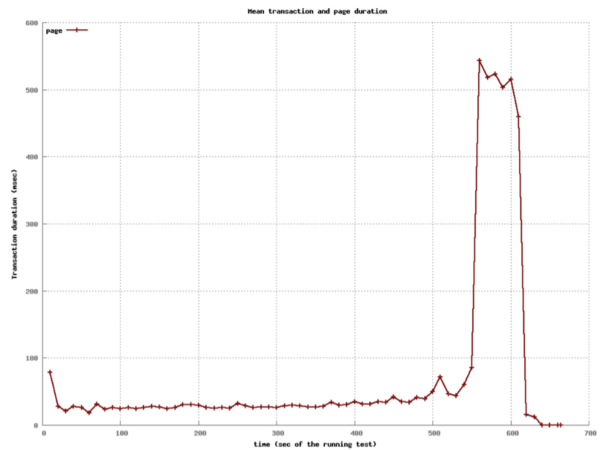 Mean transaction and page duration
page
600
500
400
300
200
100
0
Transaction duration (msec)
0 100 200 300 400 500 600 700
time (sec of the running test)